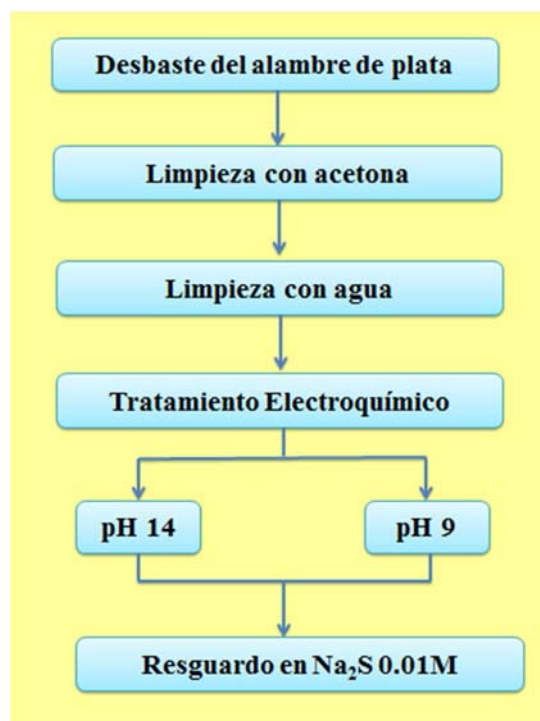 Desbaste del alambre de plata
Limpieza con acetona
Limpieza con agua
Tratamiento Electroquímico
pH 14
pH 9
Resguardo en Na₂S 0.01M